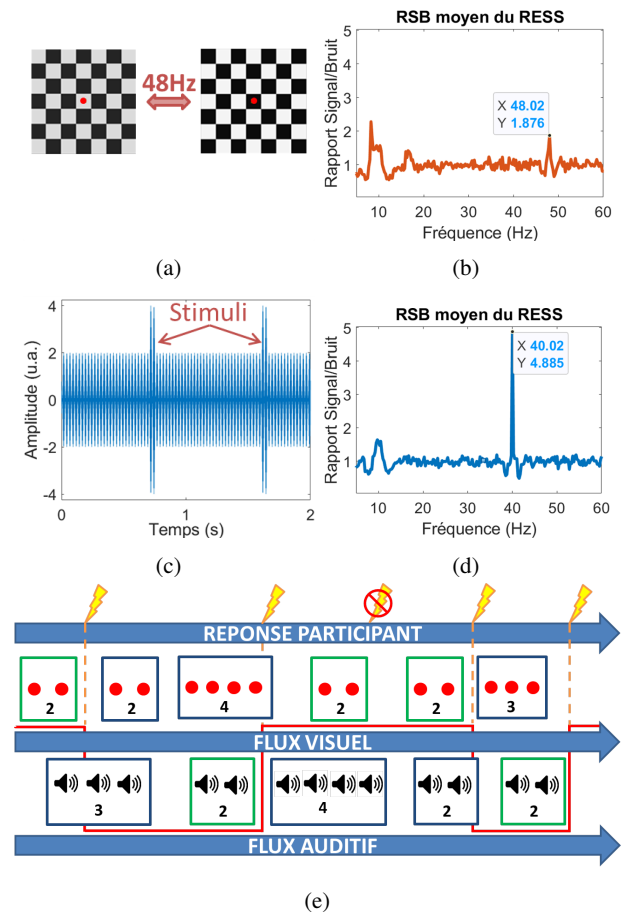 48Hz
(a)
RSB moyen du RESS
Rapport Signal/Bruit
5
4
3
2
1
X 48.02
Y 1.876
10 20 30 40 50 60
Fréquence (Hz)
(b)
Amplitude (u.a.)
4
2
0
-2
-4
Stimuli
0 1 2
Temps (s)
(c)
RSB moyen du RESS
Rapport Signal/Bruit
5
4
3
2
1
X 40.02
Y 4.885
10 20 30 40 50 60
Fréquence (Hz)
(d)
REPONSE PARTICIPANT
2 2 4 2 2 3
FLUX VISUEL
3 2 4 2 2
FLUX AUDITIF
(e)